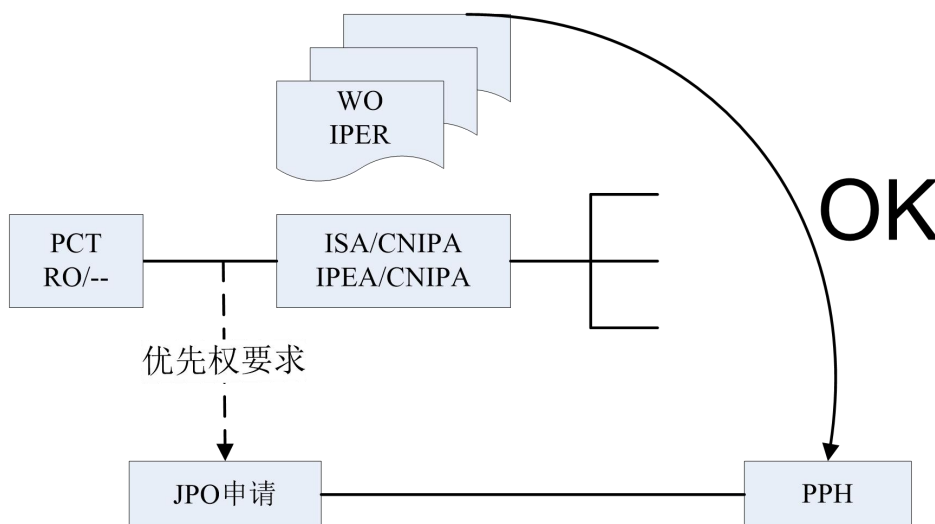 WO
IPER
OK
PCT
RO/--
ISA/CNIPA
IPEA/CNIPA
优先权要求
JPO申请
PPH